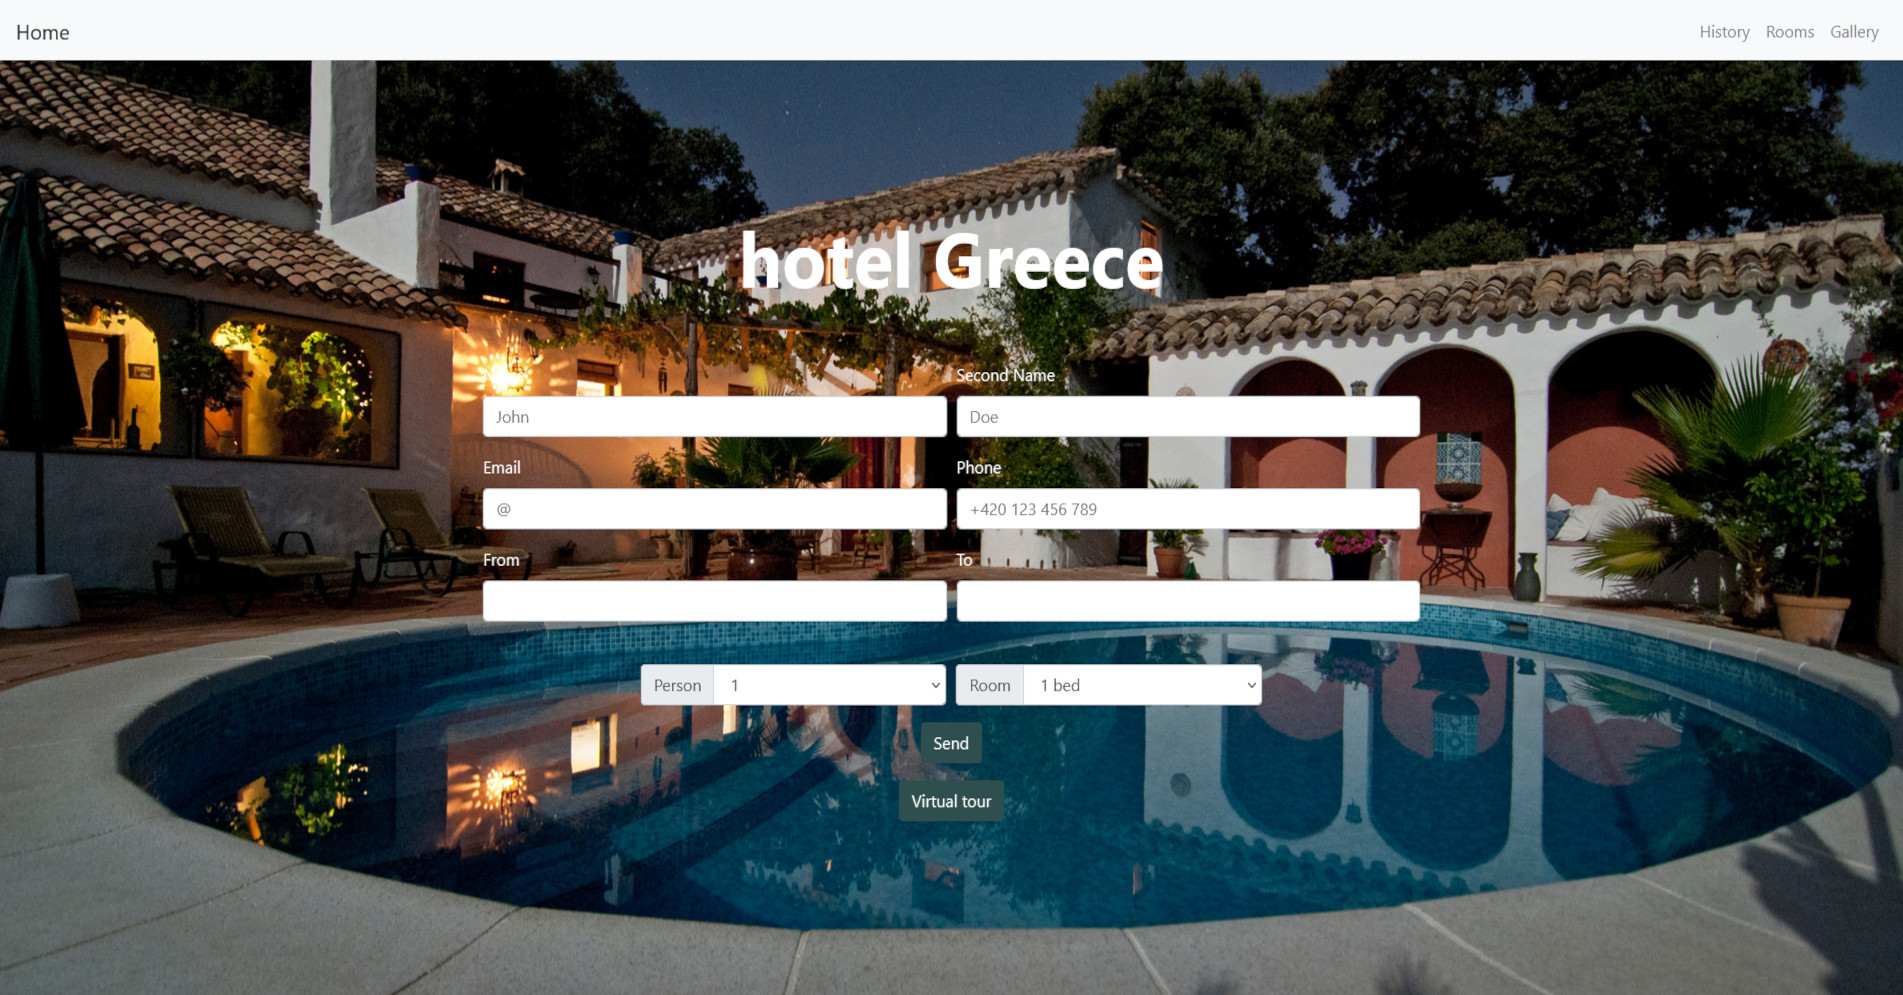 Home History Rooms Gallery
hotel Greece
Second Name
John Doe
Email Phone
@ +420 123 456 789
From To
Person 1 Room 1 bed
Send
Virtual tour